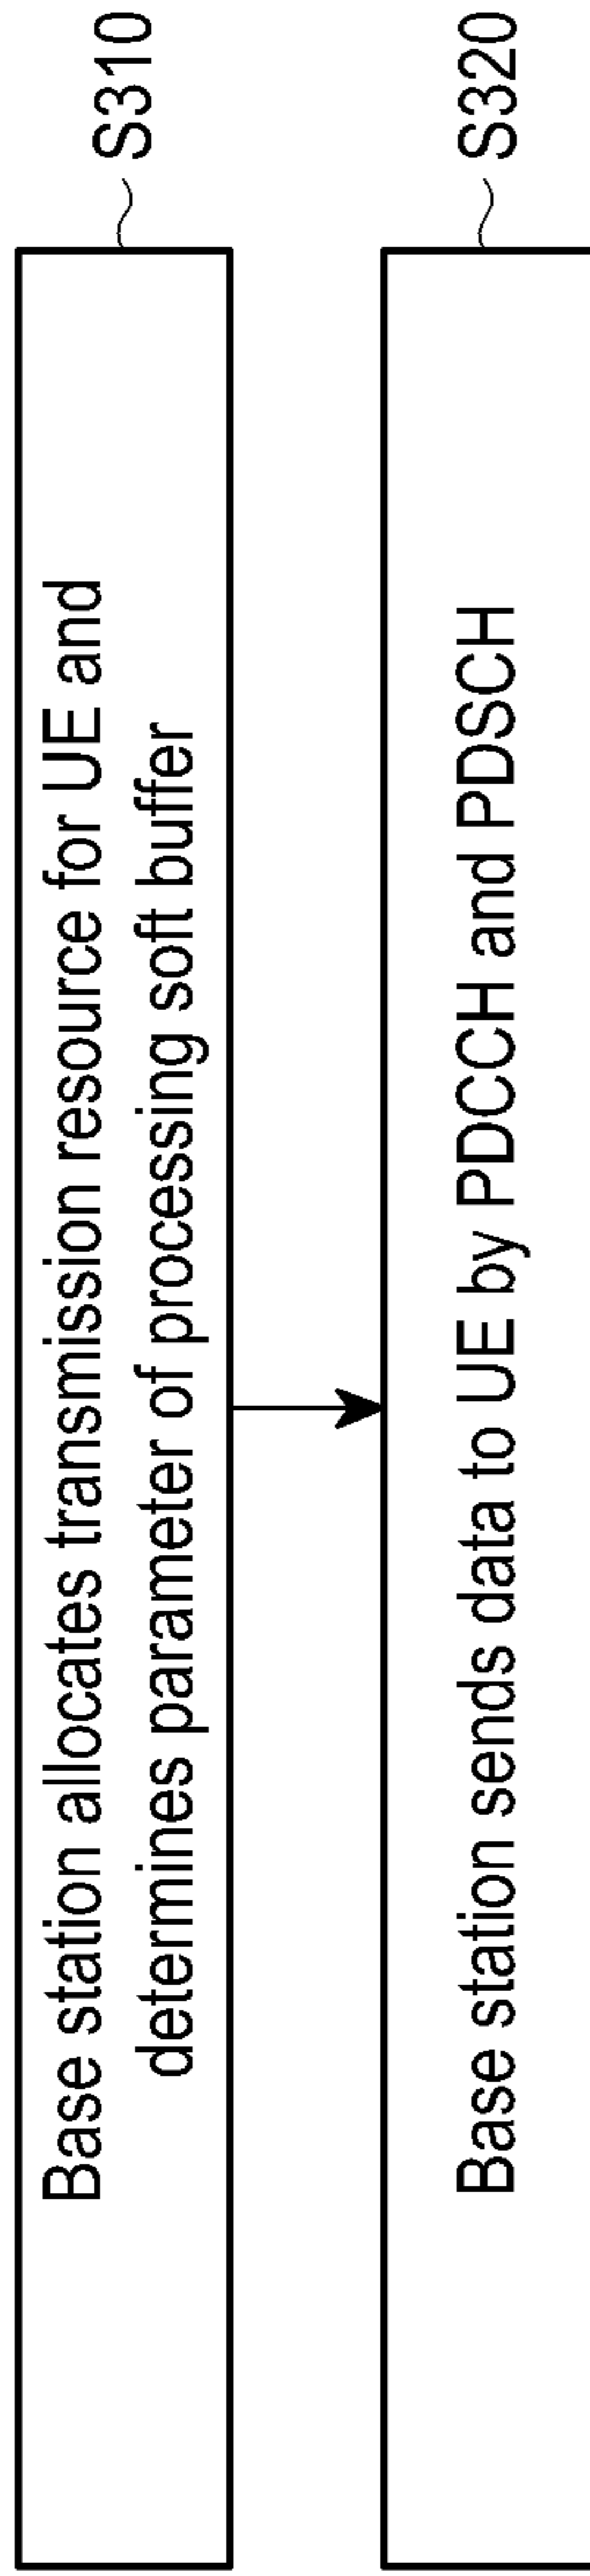 Base station allocates transmission resource for UE and
determines parameter of processing soft buffer
S310
Base station sends data to UE by PDCCH and PDSCH
S320